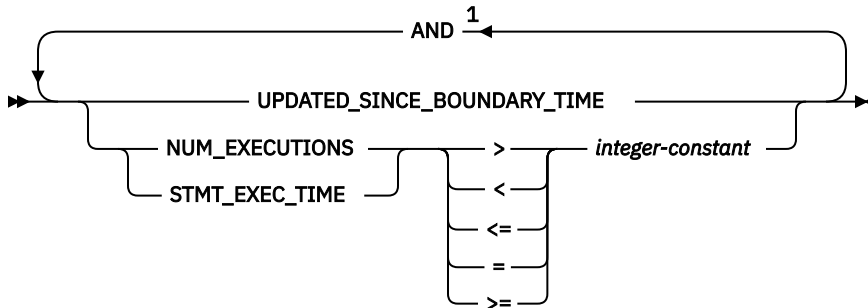 AND 1
UPDATED_SINCE_BOUNDARY_TIME
NUM_EXECUTIONS > integer-constant
STMT_EXEC_TIME <
<=
=
>=